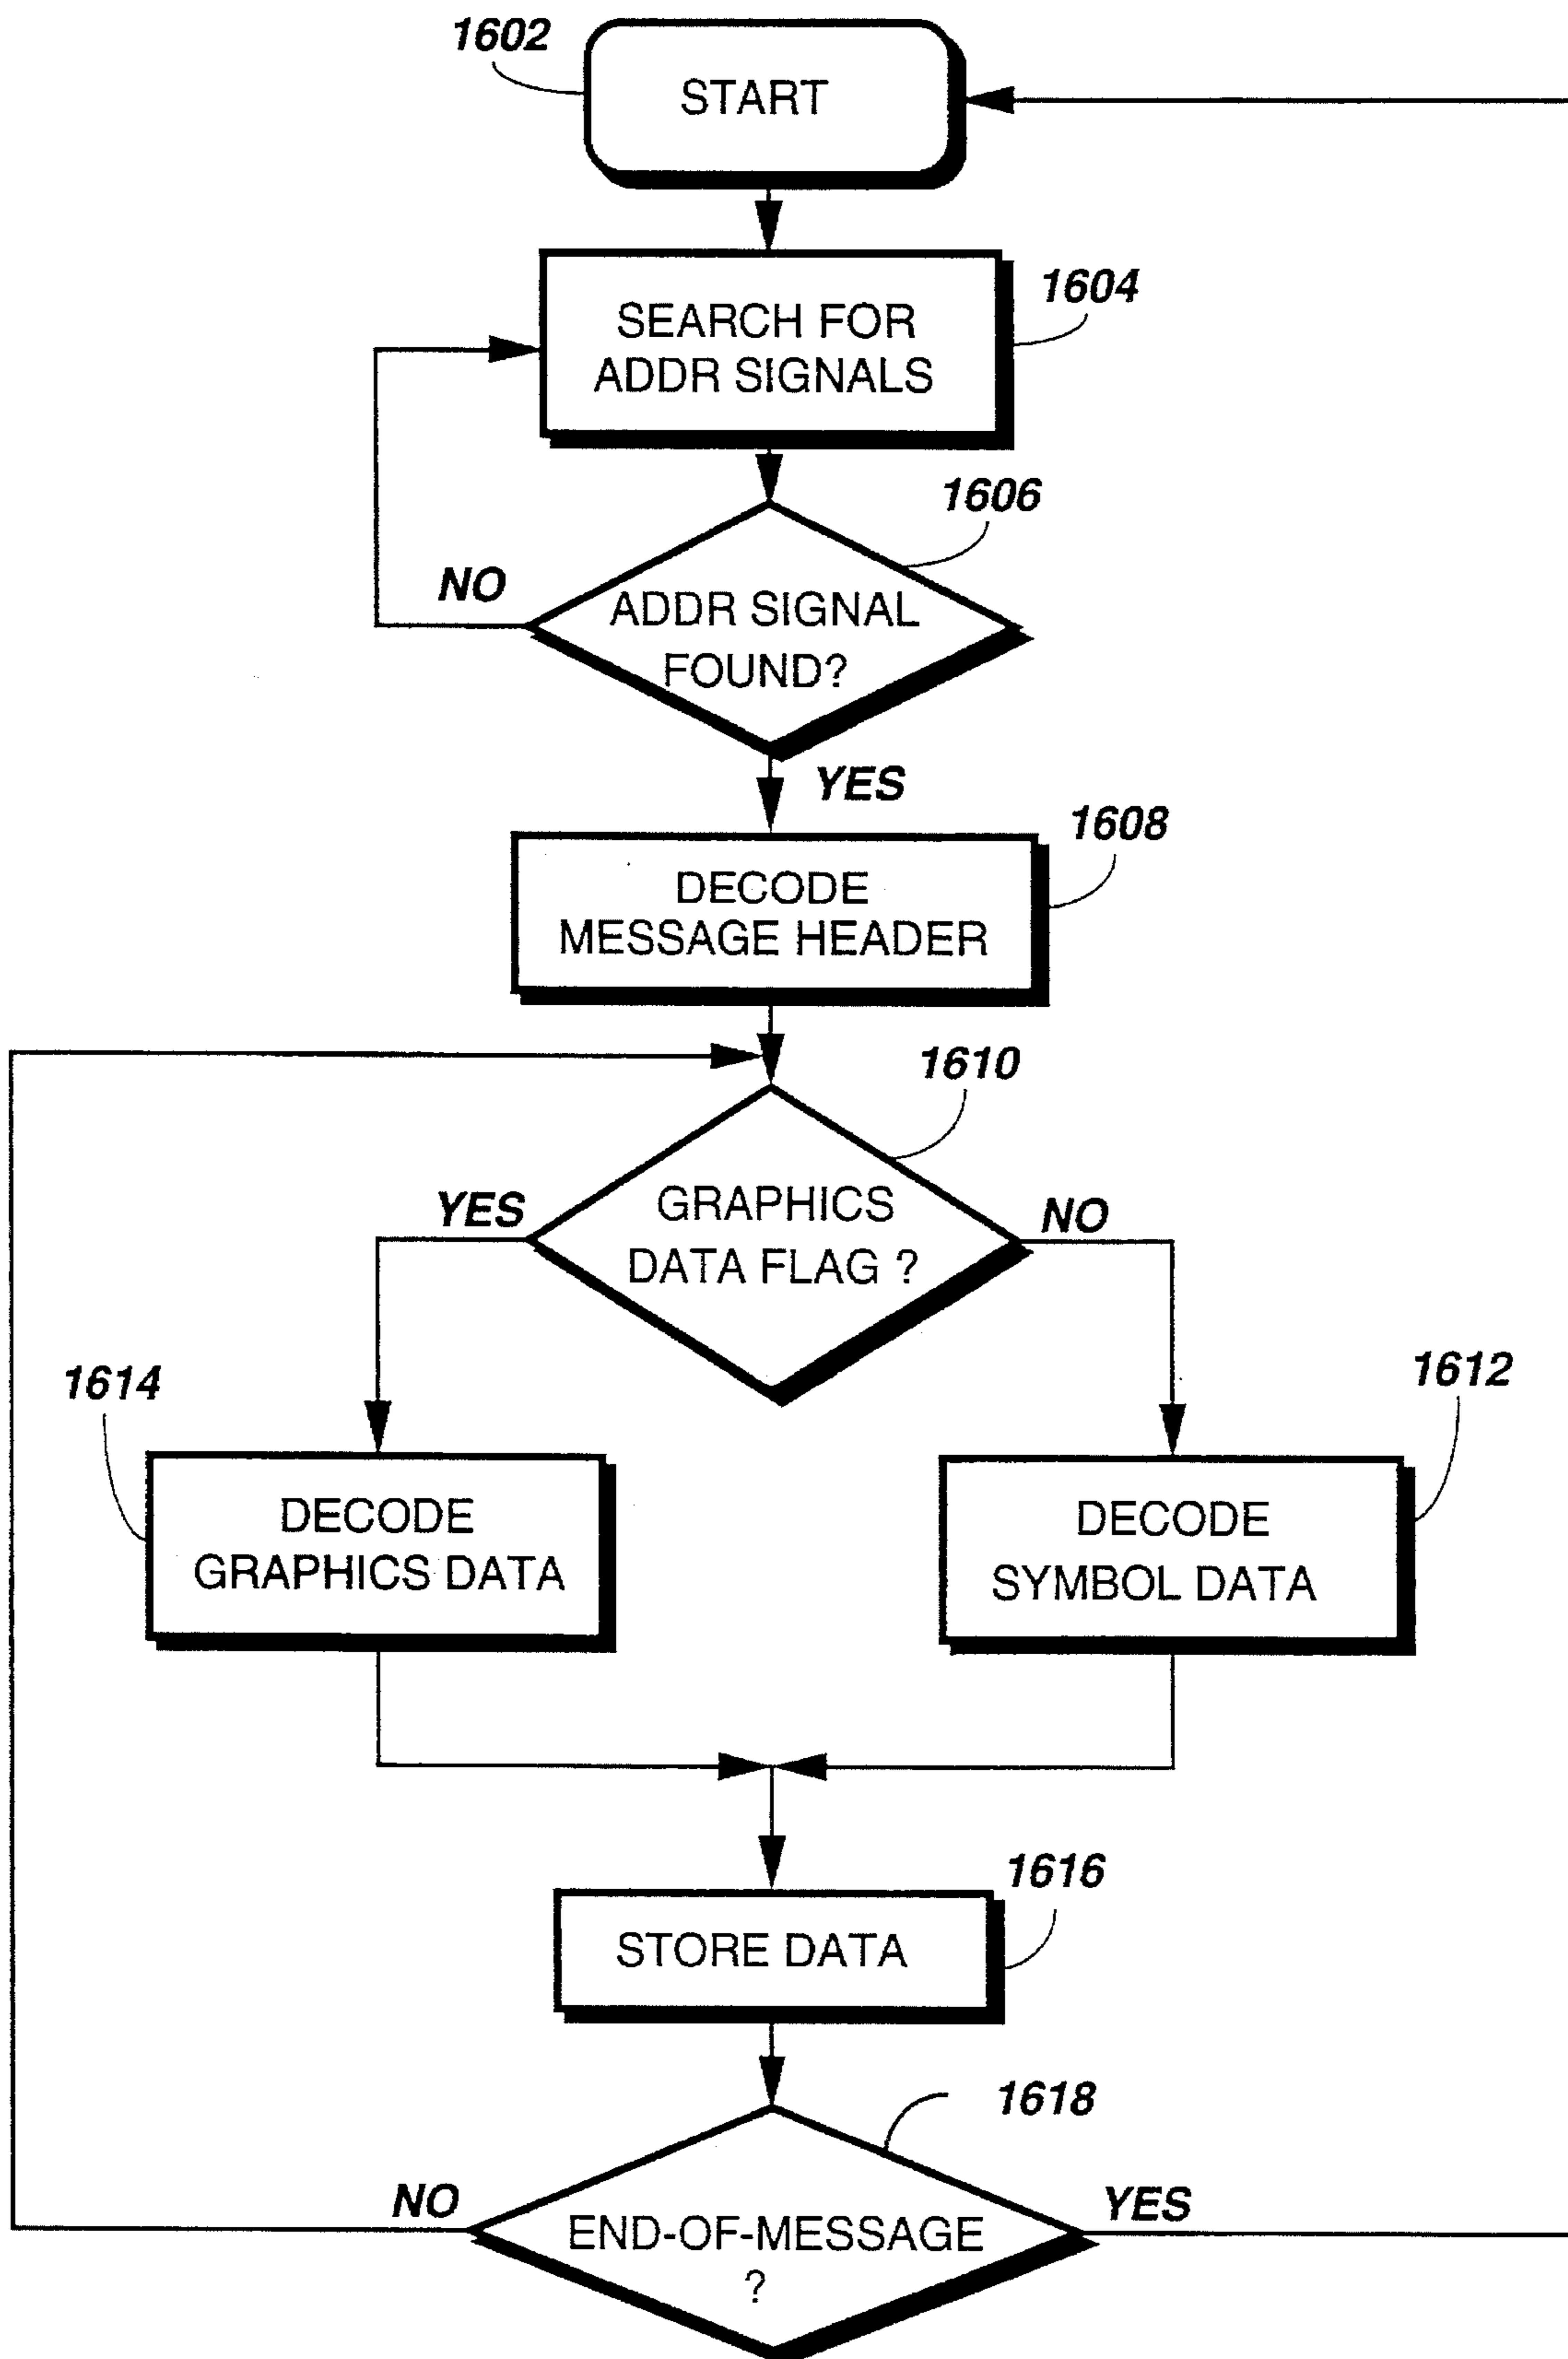 1602
START
1604
SEARCH FOR
ADDR SIGNALS
1606
NO
ADDR SIGNAL
FOUND?
YES
1608
DECODE
MESSAGE HEADER
1610
YES
GRAPHICS
DATA FLAG ?
NO
1614
1612
DECODE
GRAPHICS DATA
DECODE
SYMBOL DATA
1616
STORE DATA
1618
NO
END-OF-MESSAGE
?
YES